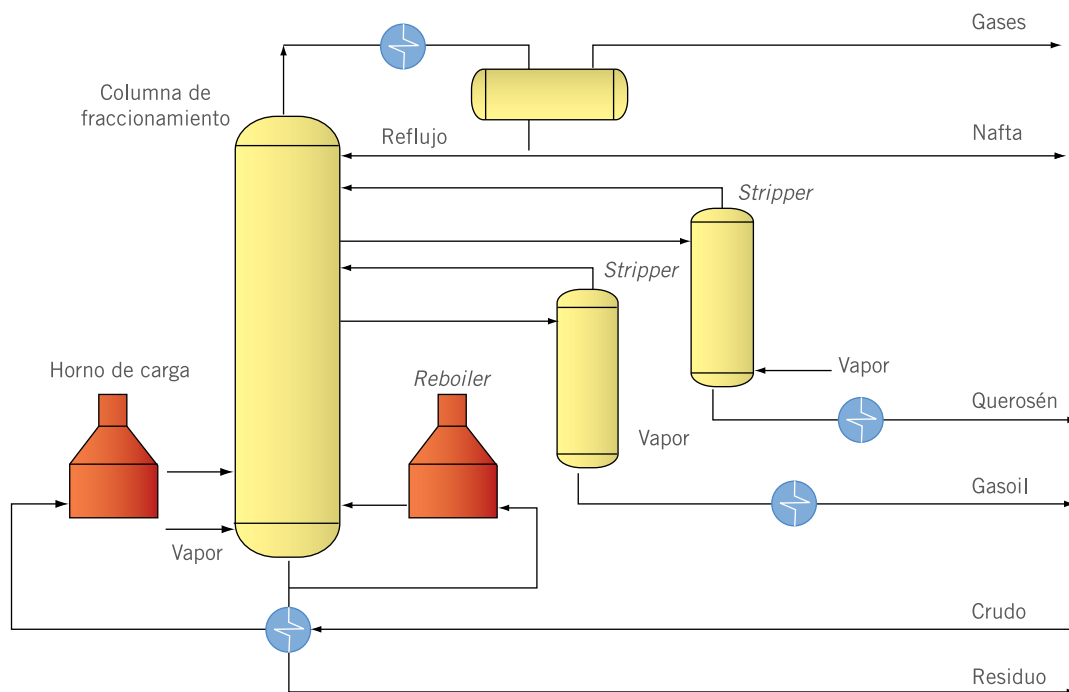 Gases
Columna de
fraccionamiento
Reflujo
Nafta
Stripper
Stripper
Horno de carga
Reboiler
Vapor
Querosén
Vapor
Gasoil
Vapor
Crudo
Residuo